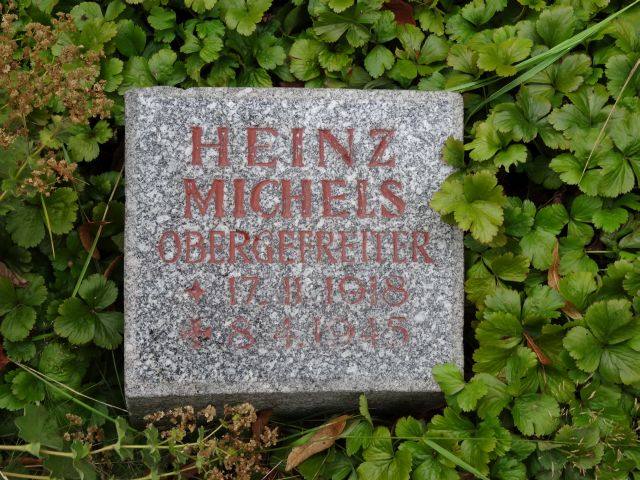 HEINZ
MICHELS
OBERGEFREITER
17.11.1918
8.4.1945